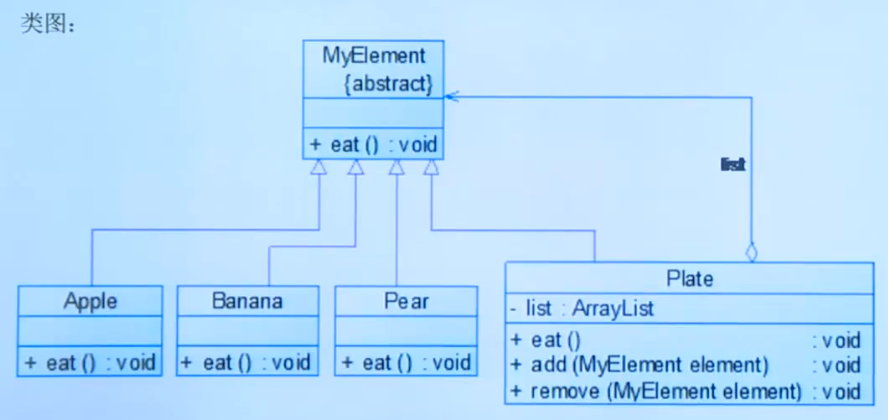 类图:
MyElement
{abstract}
+ eat () : void
list
Apple
+ eat () : void
Banana
+ eat () : void
Pear
+ eat () : void
Plate
- list : ArrayList
+ eat () : void
+ add (MyElement element) : void
+ remove (MyElement element) : void